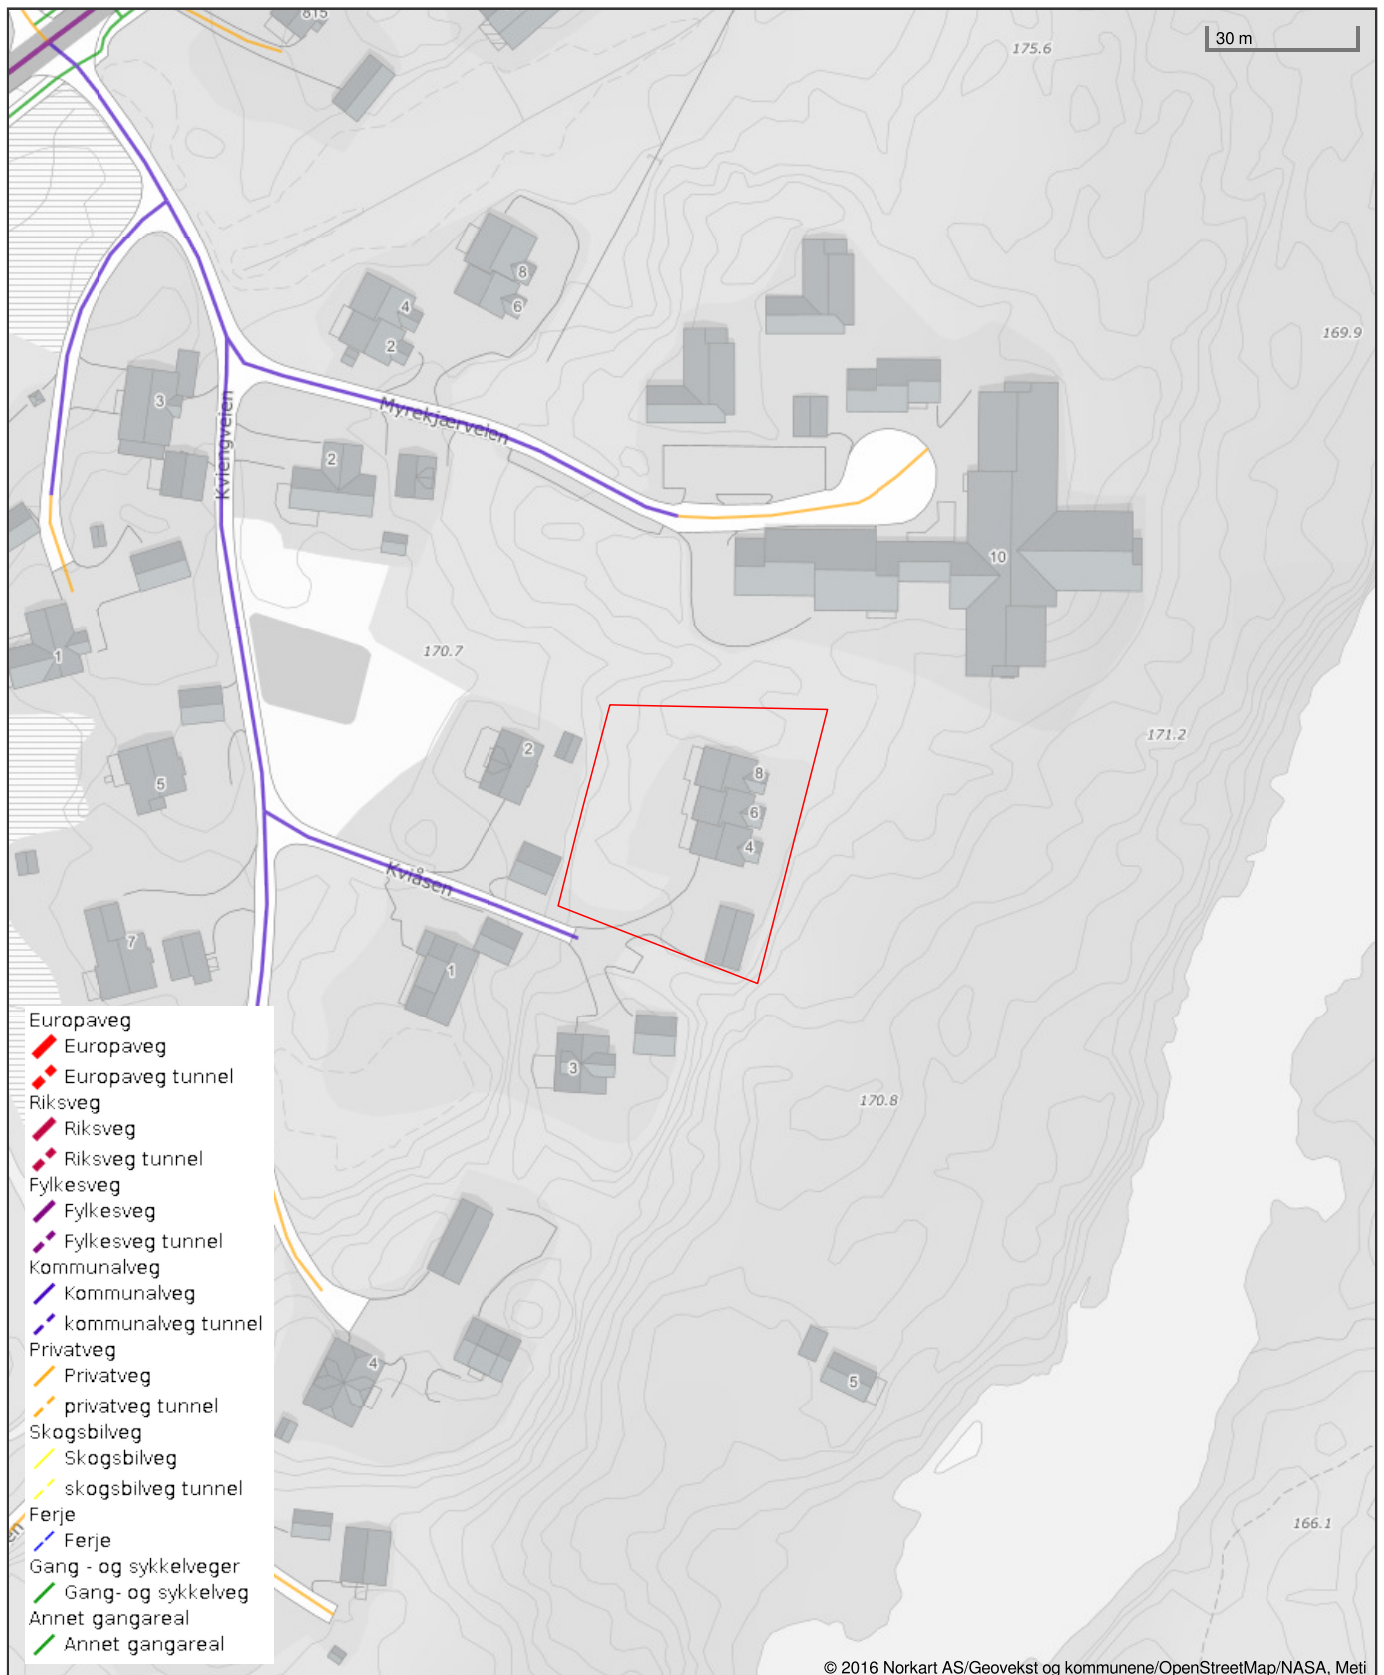 815
30 m
175.6
169.9
8
6
4
2
3
Kviengveien
Myrekjærveien
2
10
1
170.7
171.2
2
5
8
6
4
Kviåsen
7
1
3
170.8
4
5
166.1
en
Europaveg
Europaveg
Europaveg tunnel
Riksveg
Riksveg
Riksveg tunnel
Fylkesveg
Fylkesveg
Fylkesveg tunnel
Kommunalveg
Kommunalveg
kommunalveg tunnel
Privatveg
Privatveg
privatveg tunnel
Skogsbilveg
Skogsbilveg
skogsbilveg tunnel
Ferje
Ferje
Gang - og sykkelveger
Gang- og sykkelveg
Annet gangareal
Annet gangareal
© 2016 Norkart AS/Geovekst og kommunene/OpenStreetMap/NASA, Meti